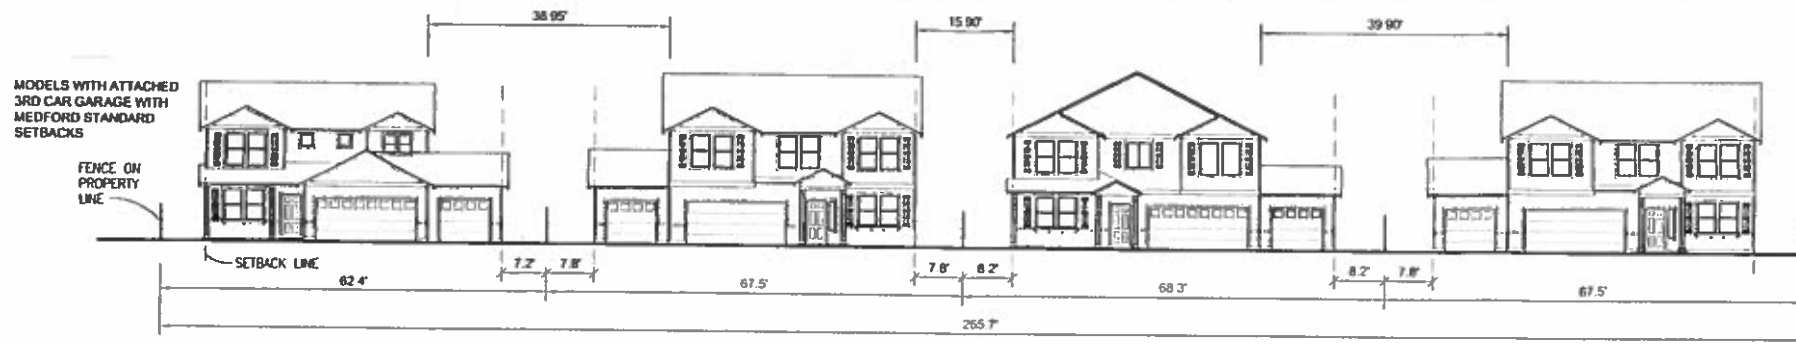 38.95'
15.90'
39.90'
MODELS WITH ATTACHED
3RD CAR GARAGE WITH
MEDFORD STANDARD
SETBACKS
FENCE ON
PROPERTY
LINE
SETBACK LINE
7.2' 7.8' 7.8' 8.2' 8.2' 7.8'
62.4' 67.5' 68.3' 67.5'
265.7'